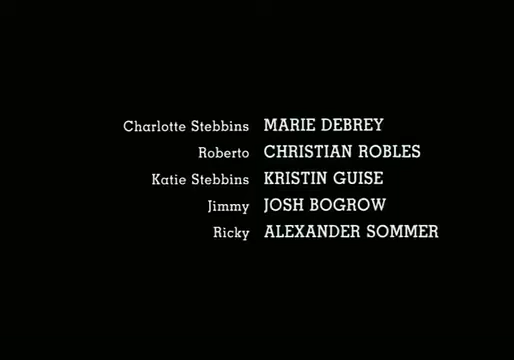 Charlotte Stebbins MARIE DEBREY
Roberto CHRISTIAN ROBLES
Katie Stebbins KRISTIN GUISE
Jimmy JOSH BOGROW
Ricky ALEXANDER SOMMER